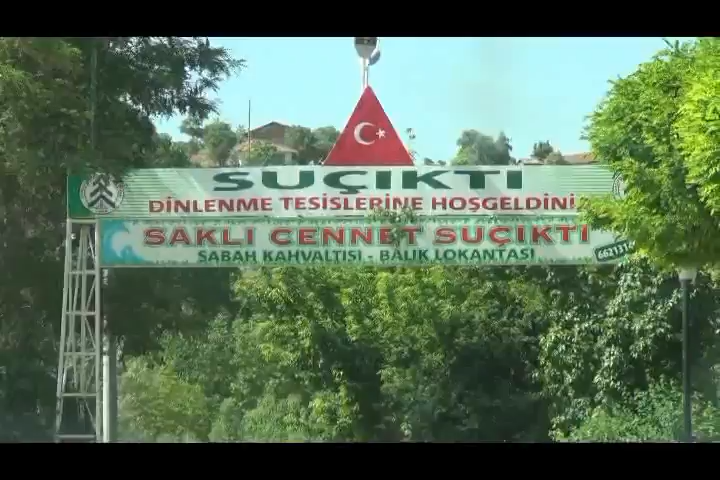 SUÇIKTI
DİNLENME TESİSLERİNE HOŞGELDİNİZ
SAKLI CENNET SUÇIKTI
SABAH KAHVALTISI - BALIK LOKANTASI